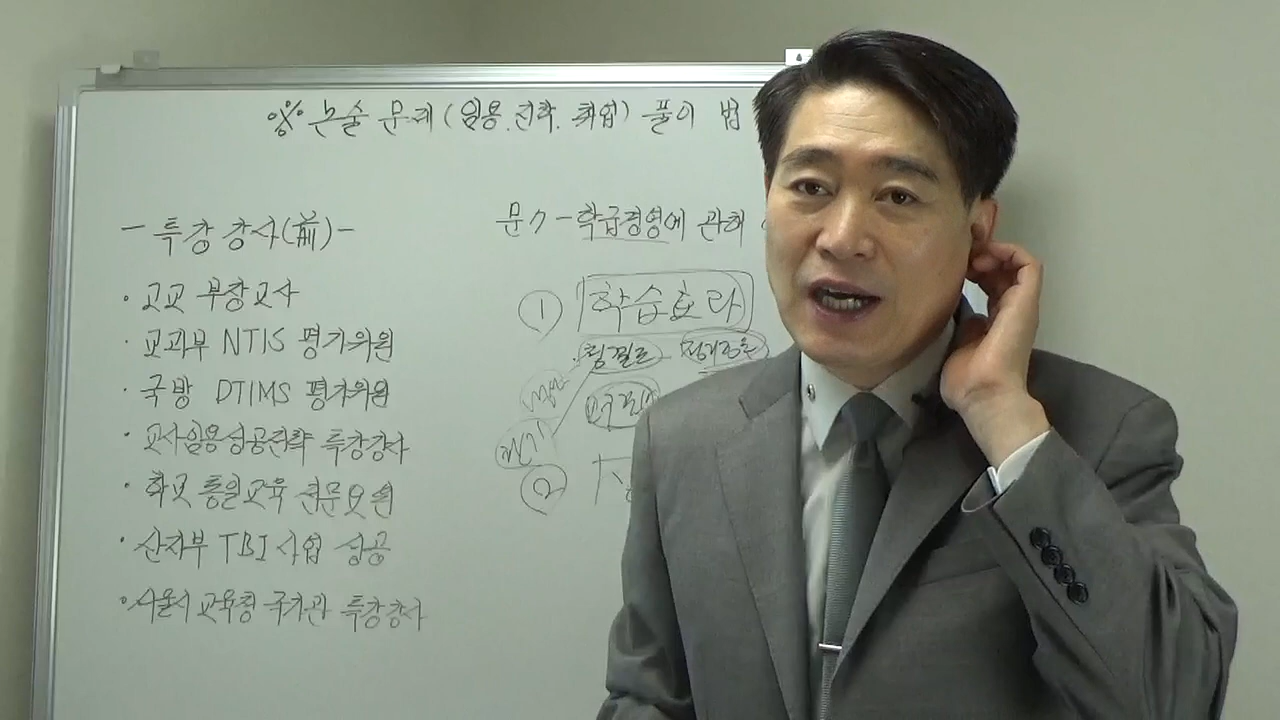 ※ 논술 문제 (임용.진학.취업) 풀이 법
- 특강 강사(前) -
· 고교 부장교사
· 교과부 NTIS 평가위원
· 국방 DTIMS 평가위원
· 교사임용성공전략 특강강사
· 학교 통일교육 전문요원
· 산자부 TBI 사업 성공
· 서울시 교육청 국가관 특강강사
문 - 학급경영에 관해
① 학습효과
②